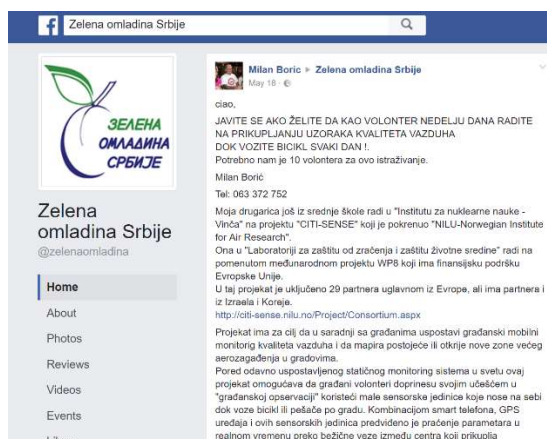 Zelena omladina Srbije
ЗЕЛЕНА
ОМЛАДИНА
СРБИЈЕ
Zelena
omladina Srbije
@zelenaomladina
Home
About
Photos
Reviews
Videos
Events
Milan Boric ▸ Zelena omladina Srbije
May 18 ·
ciao,
JAVITE SE AKO ŽELITE DA KAO VOLONTER NEDELJU DANA RADITE
NA PRIKUPLJANJU UZORAKA KVALITETA VAZDUHA
DOK VOZITE BICIKL SVAKI DAN !.
Potrebno nam je 10 volontera za ovo istraživanje.
Milan Borić
Tel: 063 372 752
Moja drugarica još iz srednje škole radi u "Institutu za nuklearne nauke -
Vinča" na projektu "CITI-SENSE" koji je pokrenuo "NILU-Norwegian Institute
for Air Research".
Ona u "Laboratoriji za zaštitu od zračenja i zaštitu životne sredine" radi na
pomenutom međunarodnom projektu WP8 koji ima finansijsku podršku
Evropske Unije.
U taj projekat je uključeno 29 partnera uglavnom iz Evrope, ali ima partnera i
iz Izraela i Koreje.
http://citi-sense.nilu.no/Project/Consortium.aspx
Projekat ima za cilj da u saradnji sa građanima uspostavi građanski mobilni
monitorig kvaliteta vazduha i da mapira postojeće ili otkrije nove zone većeg
aerozagađenja u gradovima.
Pored odavno uspostavljenog statičnog monitoring sistema u svetu ovaj
projekat omogućava da građani volonteri doprinesu svojim učešćem u
"građanskoj opservaciji" koristeći male sensorske jedinice koje nose na sebi
dok voze bicikl ili pešače po gradu. Kombinacijom smart telefona, GPS
uređaja i ovih sensorskih jedinica predviđeno je praćenje parametara u
realnom vremenu preko bežične veze između centra koji prikuplja